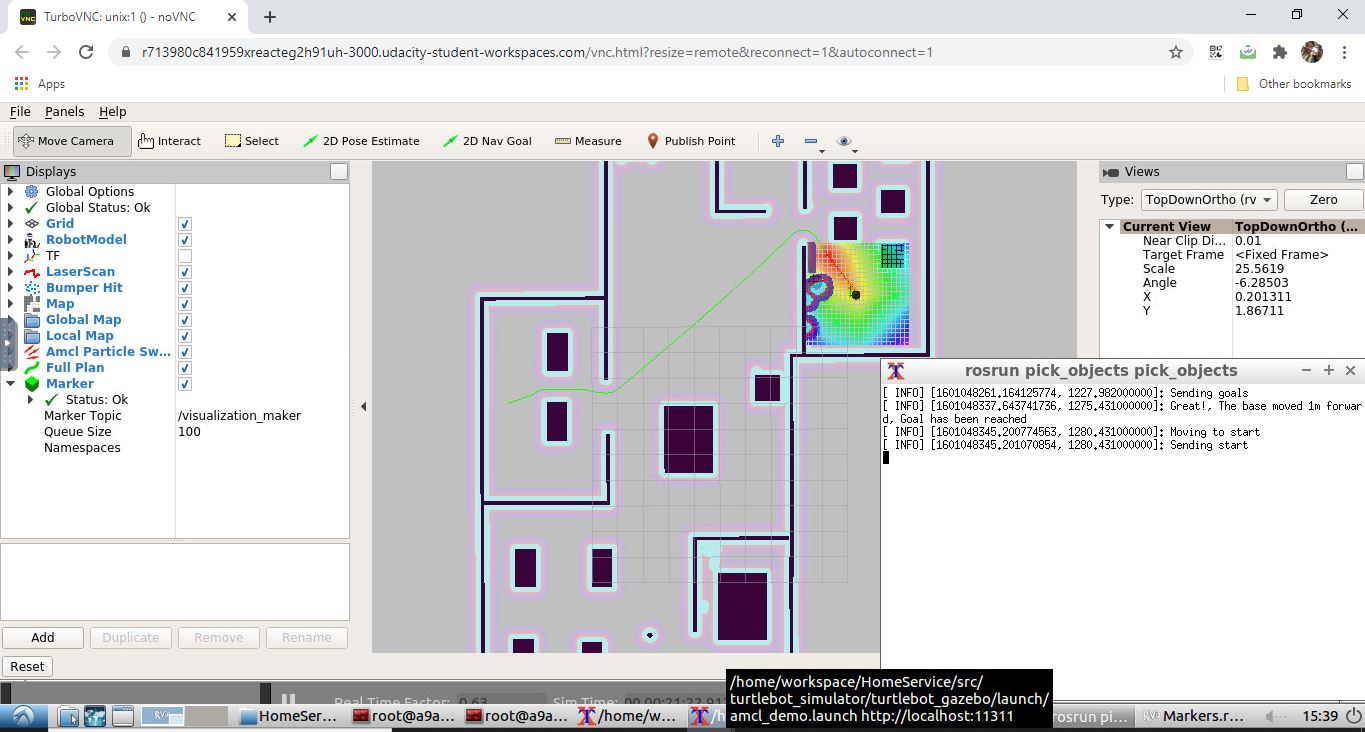 TurboVNC: unix:1 () - noVNC
r713980c841959xreacteg2h91uh-3000.udacity-student-workspaces.com/vnc.html?resize=remote&reconnect=1&autoconnect=1
Apps
Other bookmarks
File Panels Help
Move Camera Interact Select 2D Pose Estimate 2D Nav Goal Measure Publish Point
Displays
Global Options
Global Status: Ok
Grid
RobotModel
TF
LaserScan
Bumper Hit
Map
Global Map
Local Map
Amcl Particle Sw...
Full Plan
Marker
Status: Ok
Marker Topic /visualization_maker
Queue Size 100
Namespaces
Add Duplicate Remove Rename
Reset
Views
Type: TopDownOrtho (rv Zero
Current View TopDownOrtho (...
Near Clip Di... 0.01
Target Frame <Fixed Frame>
Scale 25.5619
Angle -6.28503
X 0.201311
Y 1.86711
rosrun pick_objects pick_objects
[ INFO] [1601048261.164125774, 1227.982000000]: Sending goals
[ INFO] [1601048337.643741736, 1275.431000000]: Great!, The base moved 1m forwar
d, Goal has been reached
[ INFO] [1601048345.200774563, 1280.431000000]: Moving to start
[ INFO] [1601048345.201070854, 1280.431000000]: Sending start
Real Time Factor: 0.63 Sim Time:
/home/workspace/HomeService/src/
turtlebot_simulator/turtlebot_gazebo/launch/
amcl_demo.launch http://localhost:11311
HomeSer... root@a9a... root@a9a... /home/w... /h rosrun pi... Markers.r... 15:39